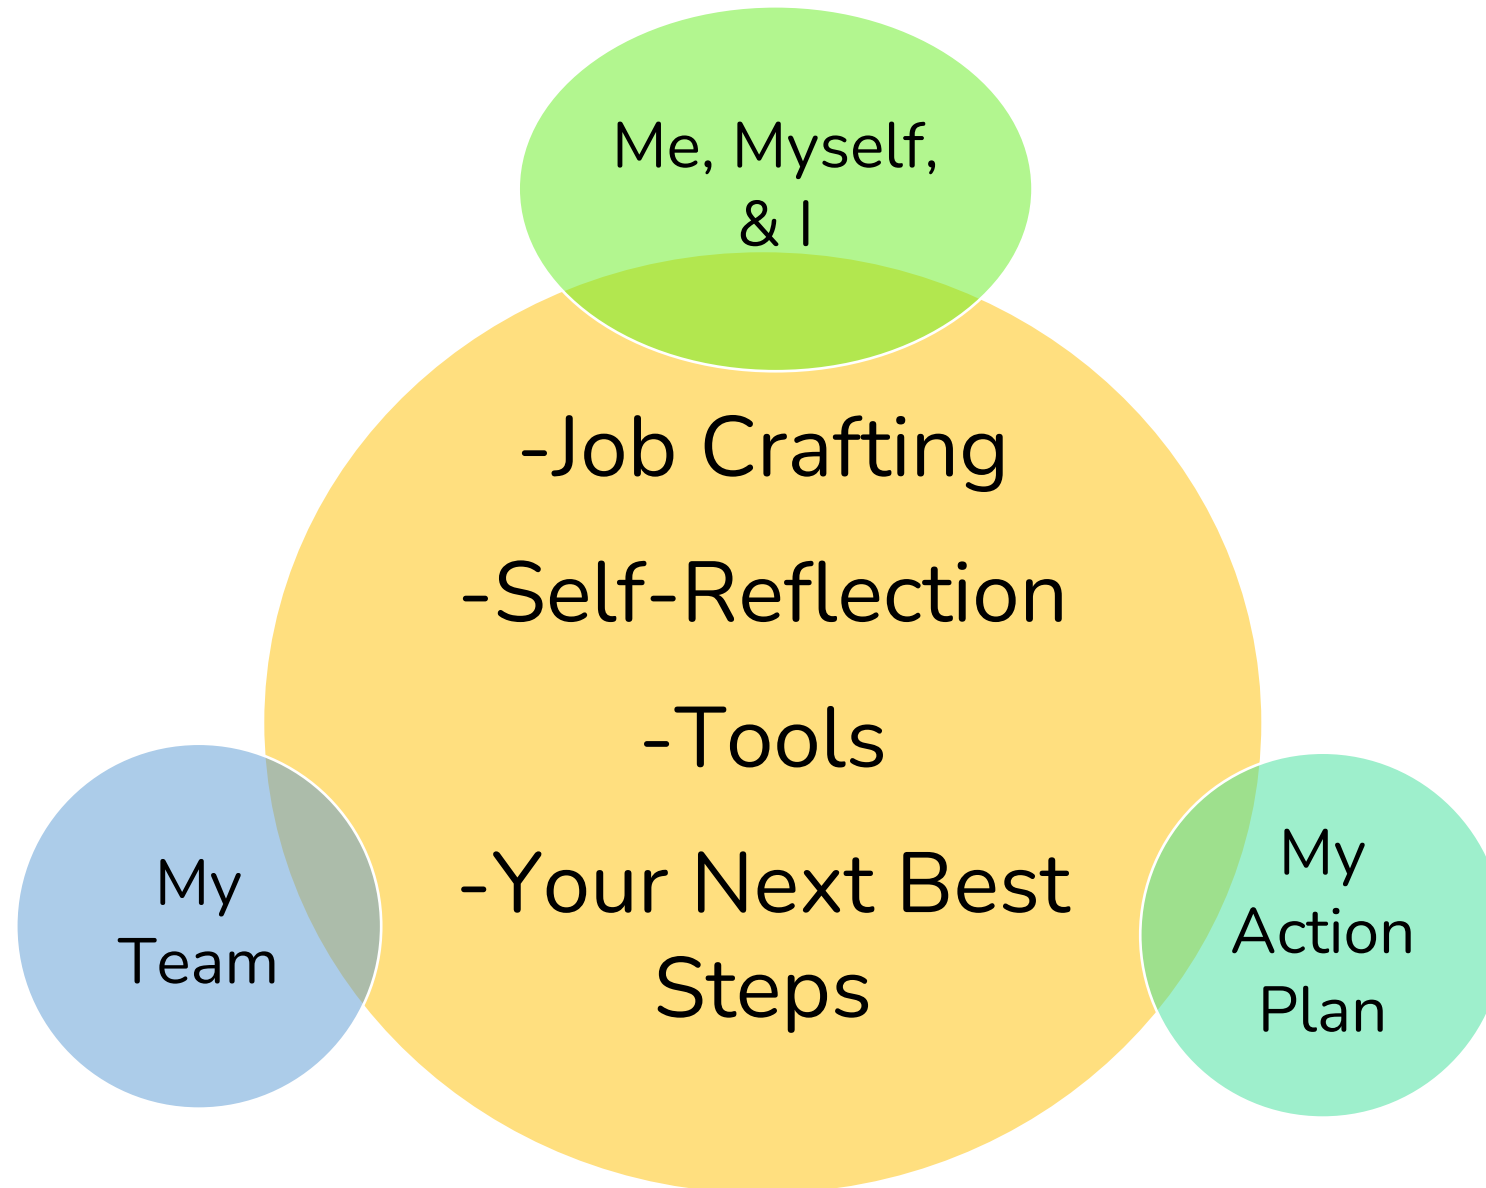 Me, Myself,
& I
-Job Crafting
-Self-Reflection
-Tools
-Your Next Best
Steps
My
Team
My
Action
Plan